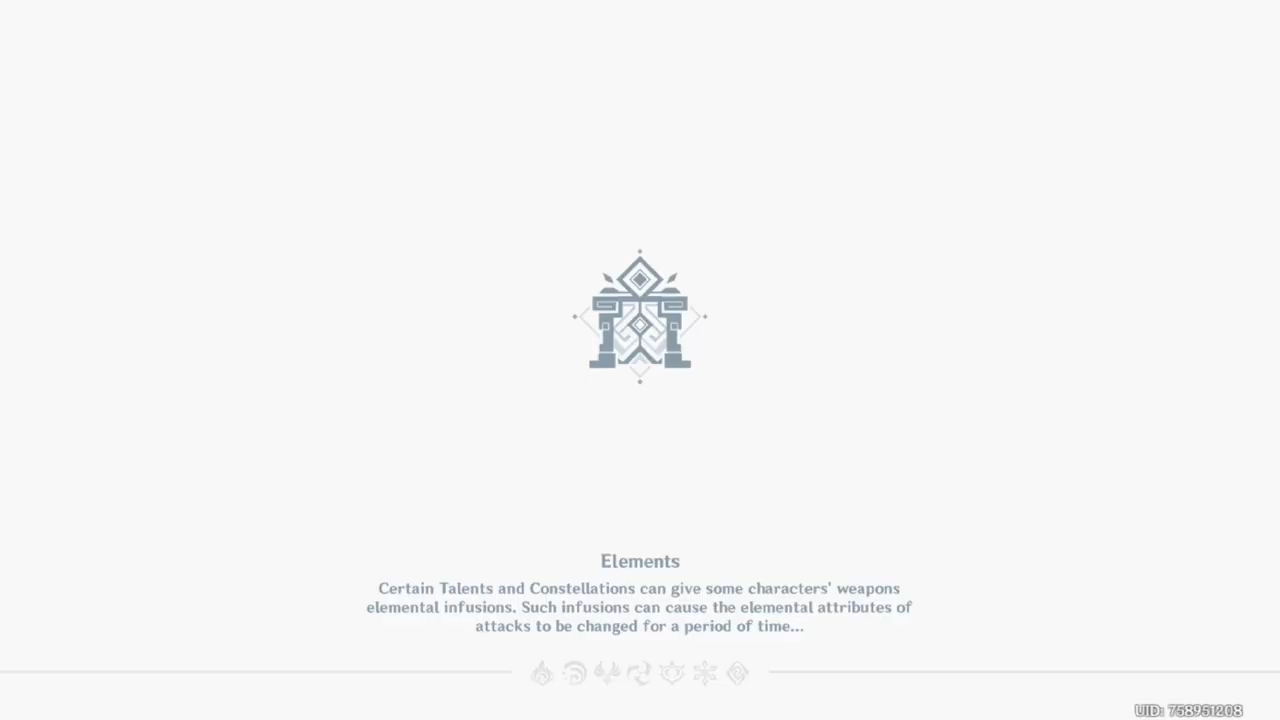 Elements
Certain Talents and Constellations can give some characters' weapons
elemental infusions. Such infusions can cause the elemental attributes of
attacks to be changed for a period of time...
UID: 758951208